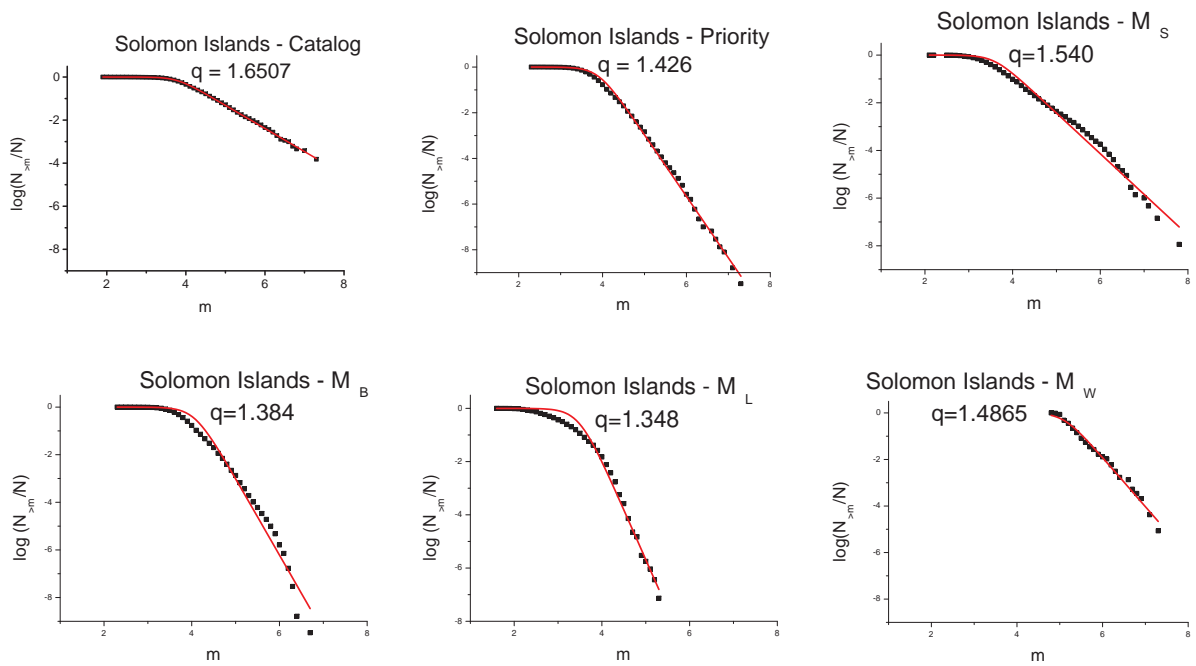 Solomon Islands - Catalog
q = 1.6507
0
-2
-4
-6
-8
log(N>m/N)
2 4 6 8
m
Solomon Islands - Priority
q = 1.426
0
-2
-4
-6
-8
log(N>m/N)
2 4 6 8
m
Solomon Islands - M S
q=1.540
0
-2
-4
-6
-8
log (N>m/N)
2 4 6 8
m
Solomon Islands - M B
q=1.384
0
-2
-4
-6
-8
log (N>m/N)
2 4 6 8
m
Solomon Islands - M L
q=1.348
0
-2
-4
-6
-8
log (N>m/N)
2 4 6 8
m
Solomon Islands - M W
q=1.4865
0
-2
-4
-6
-8
log(N>m/N)
2 4 6 8
m